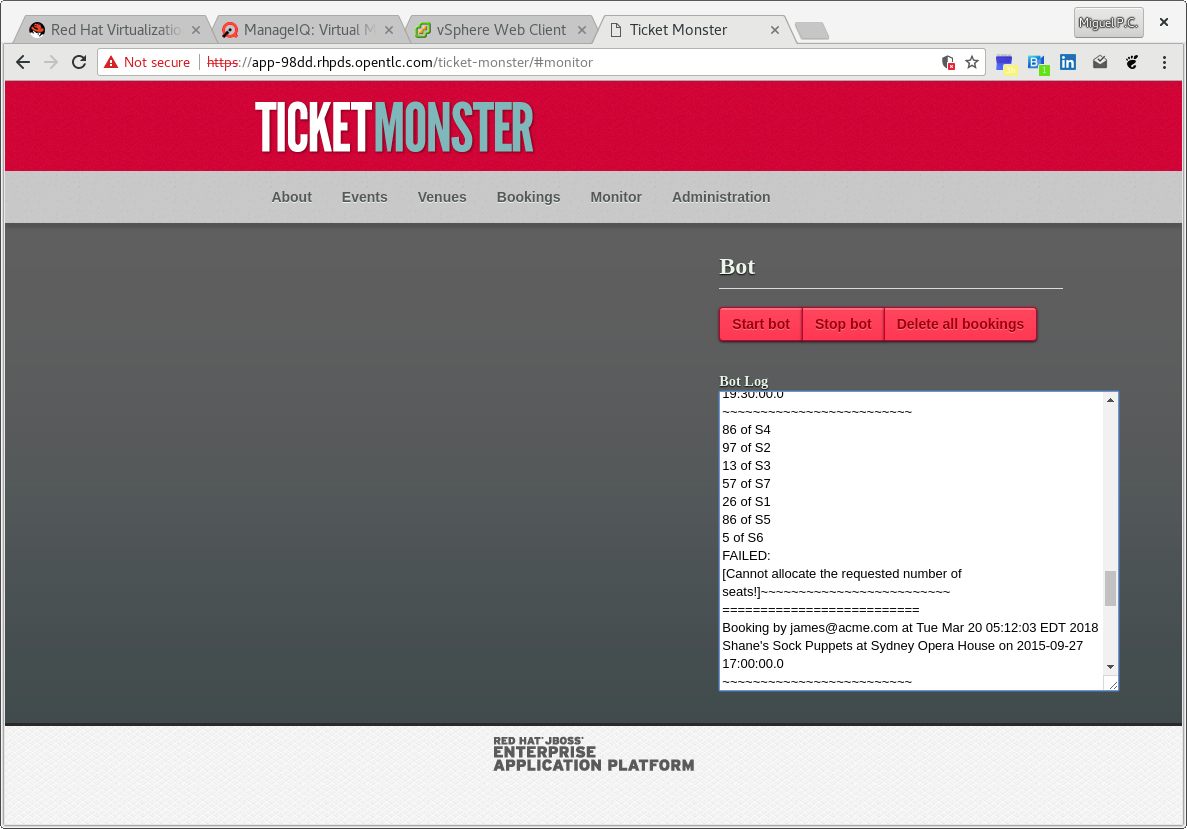 Red Hat Virtualizatio
ManageIQ: Virtual M
vSphere Web Client
Ticket Monster
Miguel P.C.
Not secure
https://app-98dd.rhpds.opentlc.com/ticket-monster/#monitor
1
TICKETMONSTER
About
Events
Venues
Bookings
Monitor
Administration
Bot
Start bot
Stop bot
Delete all bookings
Bot Log
19:30:00.0
~~~~~~~~~~~~~~~~~~~~~~~~~
86 of S4
97 of S2
13 of S3
57 of S7
26 of S1
86 of S5
5 of S6
FAILED:
[Cannot allocate the requested number of
seats!]~~~~~~~~~~~~~~~~~~~~~~~~~
==========================
Booking by james@acme.com at Tue Mar 20 05:12:03 EDT 2018
Shane's Sock Puppets at Sydney Opera House on 2015-09-27
17:00:00.0
~~~~~~~~~~~~~~~~~~~~~~~~~
RED HAT JBOSS
ENTERPRISE
APPLICATION PLATFORM